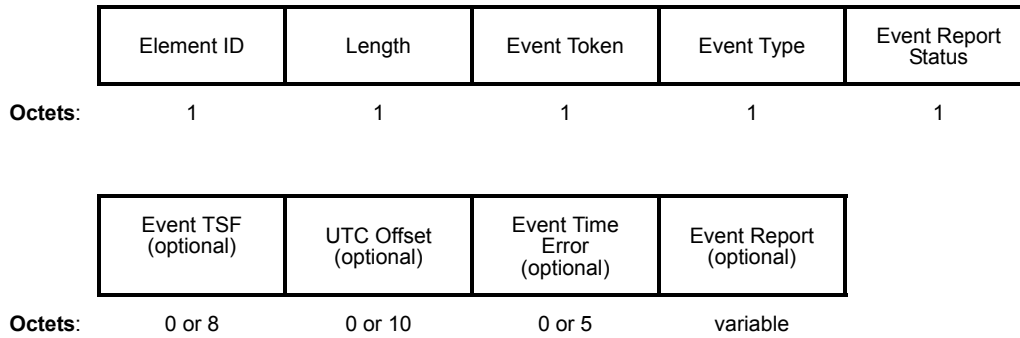 Element ID
Length
Event Token
Event Type
Event Report
Status
Octets:
1
1
1
1
1
Event TSF
(optional)
UTC Offset
(optional)
Event Time
Error
(optional)
Event Report
(optional)
Octets:
0 or 8
0 or 10
0 or 5
variable